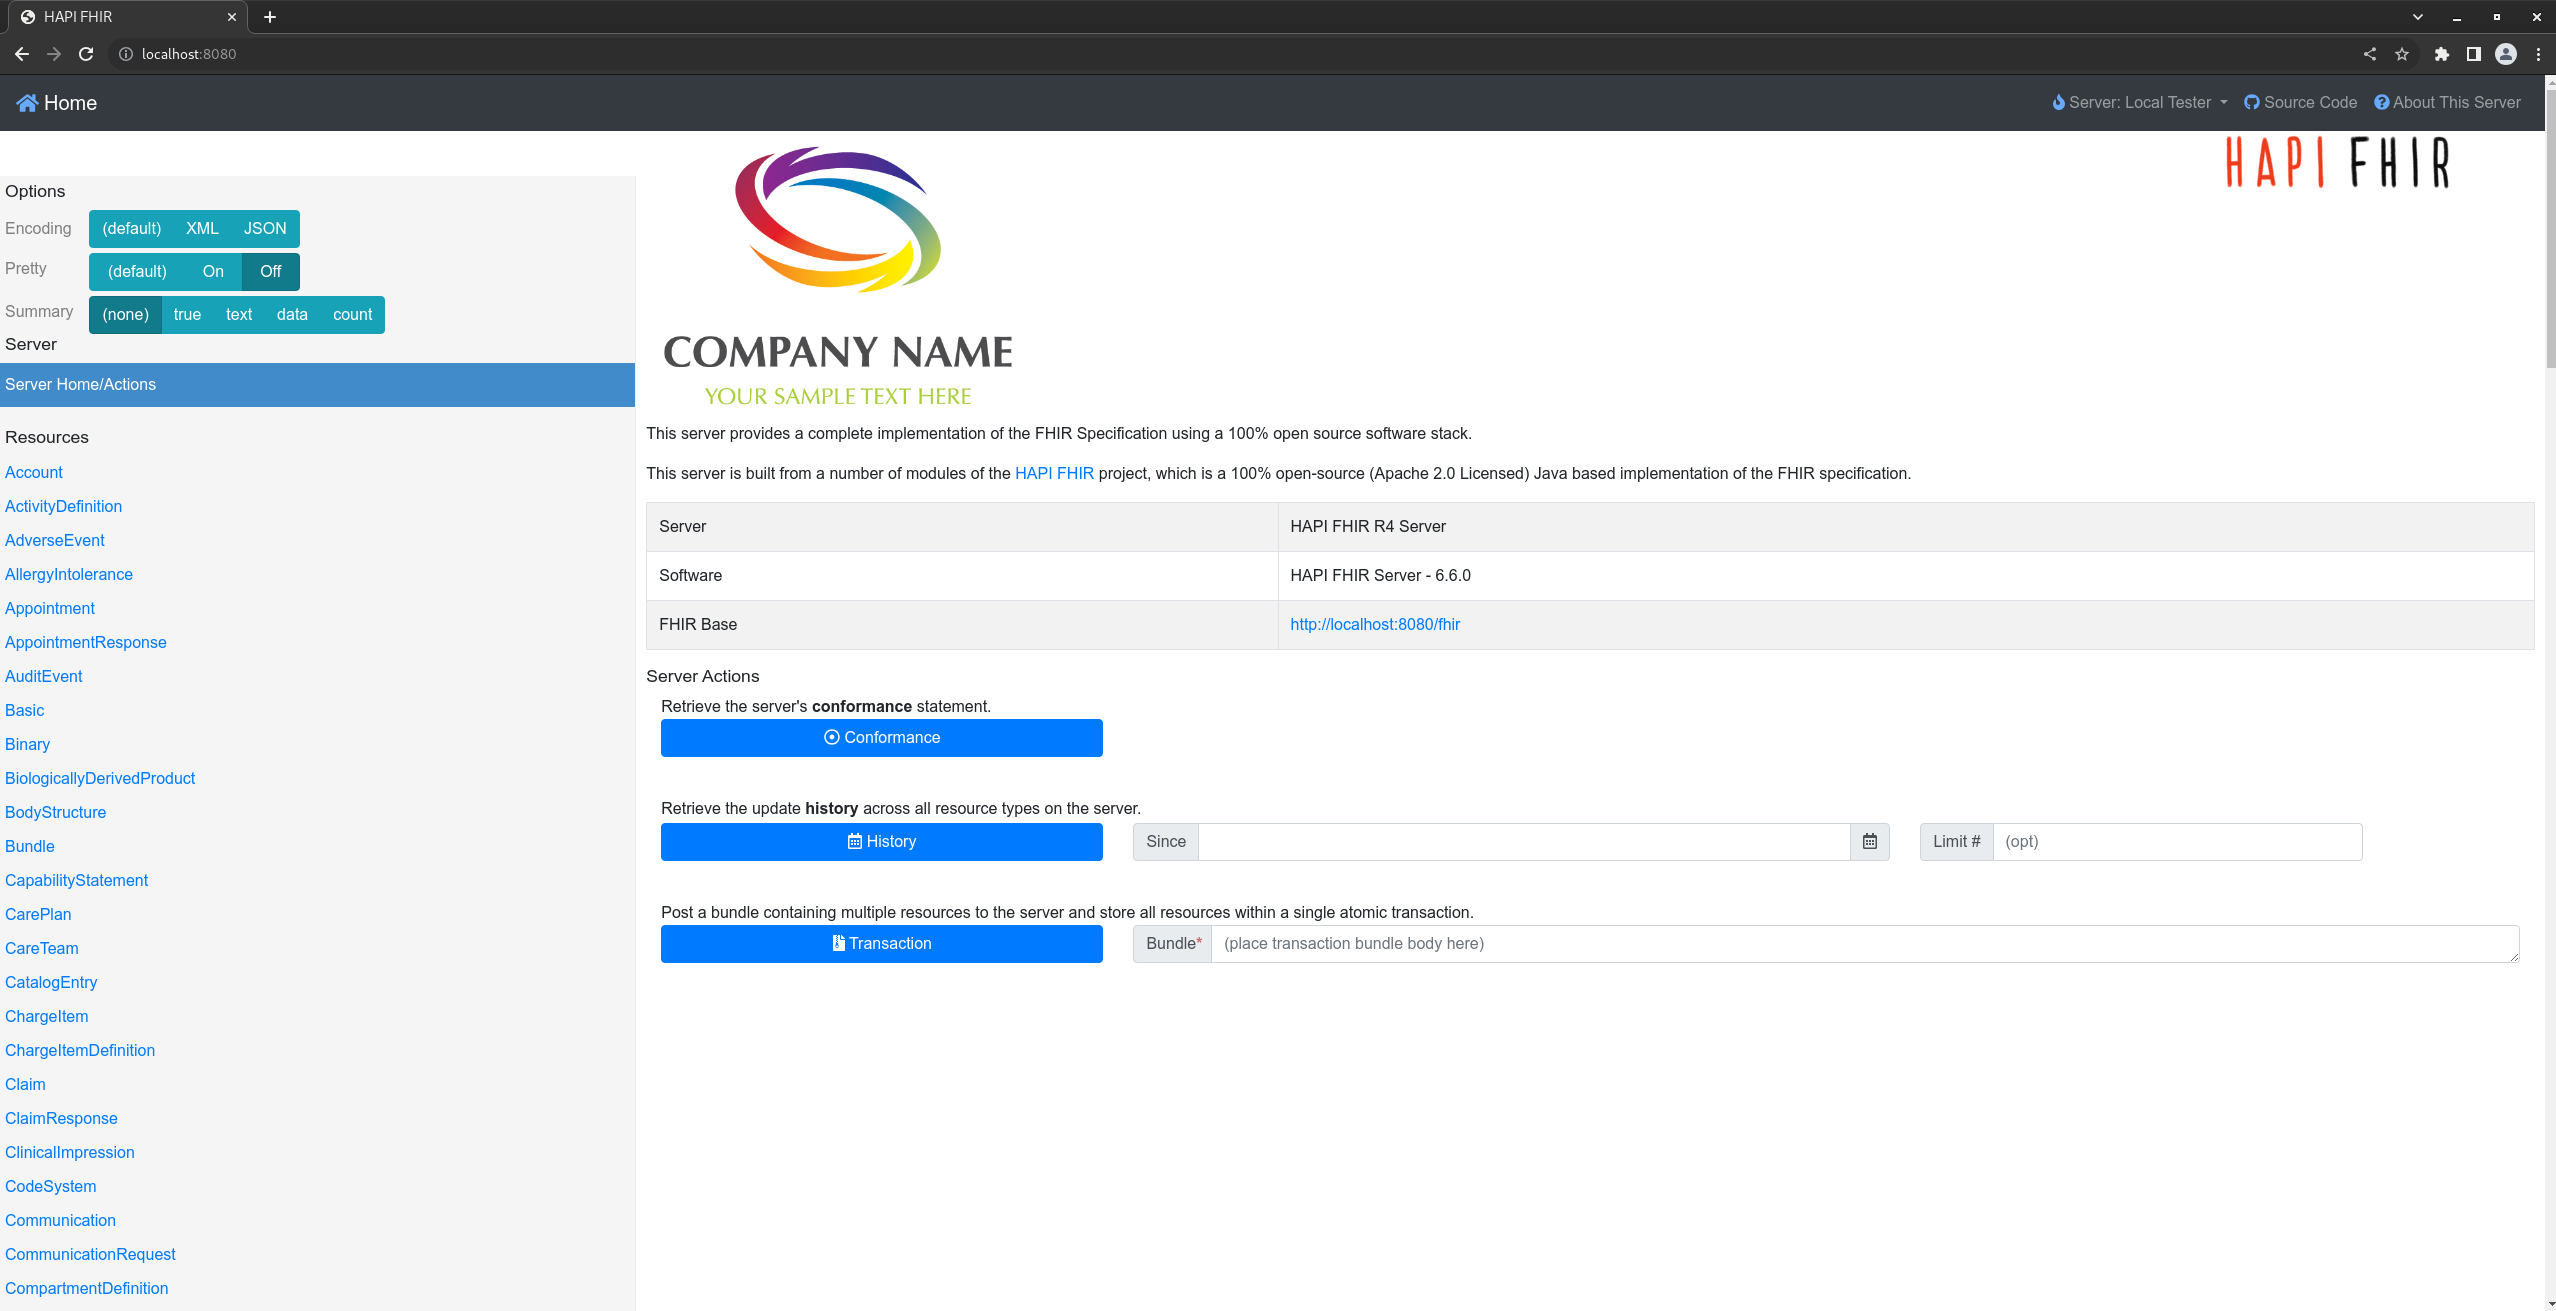 HAPI FHIR
localhost:8080
Home
Server: Local Tester
Source Code
About This Server
HAPI FHIR
Options
Encoding
(default) XML JSON
Pretty
(default) On Off
Summary
(none) true text data count
Server
Server Home/Actions
Resources
Account
ActivityDefinition
AdverseEvent
AllergyIntolerance
Appointment
AppointmentResponse
AuditEvent
Basic
Binary
BiologicallyDerivedProduct
BodyStructure
Bundle
CapabilityStatement
CarePlan
CareTeam
CatalogEntry
ChargeItem
ChargeItemDefinition
Claim
ClaimResponse
ClinicalImpression
CodeSystem
Communication
CommunicationRequest
CompartmentDefinition
COMPANY NAME
YOUR SAMPLE TEXT HERE
This server provides a complete implementation of the FHIR Specification using a 100% open source software stack.
This server is built from a number of modules of the HAPI FHIR project, which is a 100% open-source (Apache 2.0 Licensed) Java based implementation of the FHIR specification.
Server HAPI FHIR R4 Server
Software HAPI FHIR Server - 6.6.0
FHIR Base http://localhost:8080/fhir
Server Actions
Retrieve the server's conformance statement.
Conformance
Retrieve the update history across all resource types on the server.
History Since Limit # (opt)
Post a bundle containing multiple resources to the server and store all resources within a single atomic transaction.
Transaction Bundle* (place transaction bundle body here)